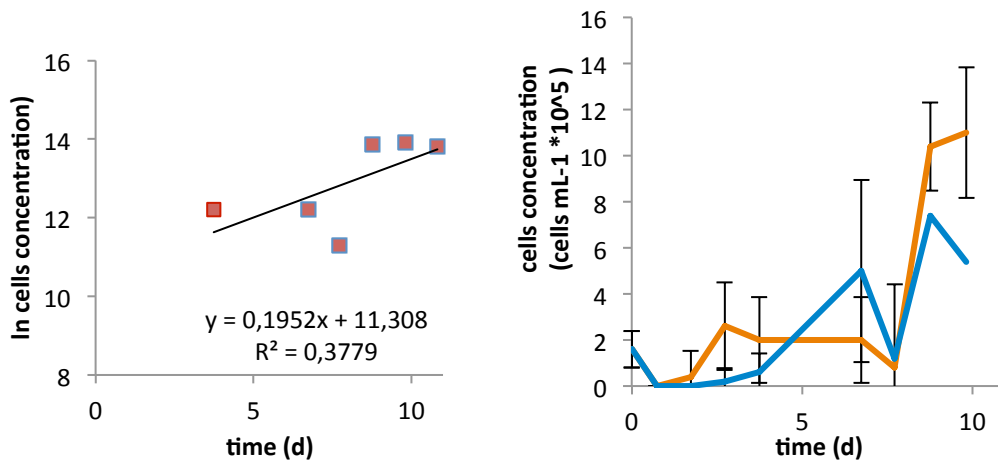 16
14
12
10
8
0
5
10
ln cells concentration)
time (d)
y = 0,1952x + 11,308
R² = 0,3779
16
14
12
10
8
6
4
2
0
0
5
10
cells concentration
(cells mL-1 *10^5 )
time (d)